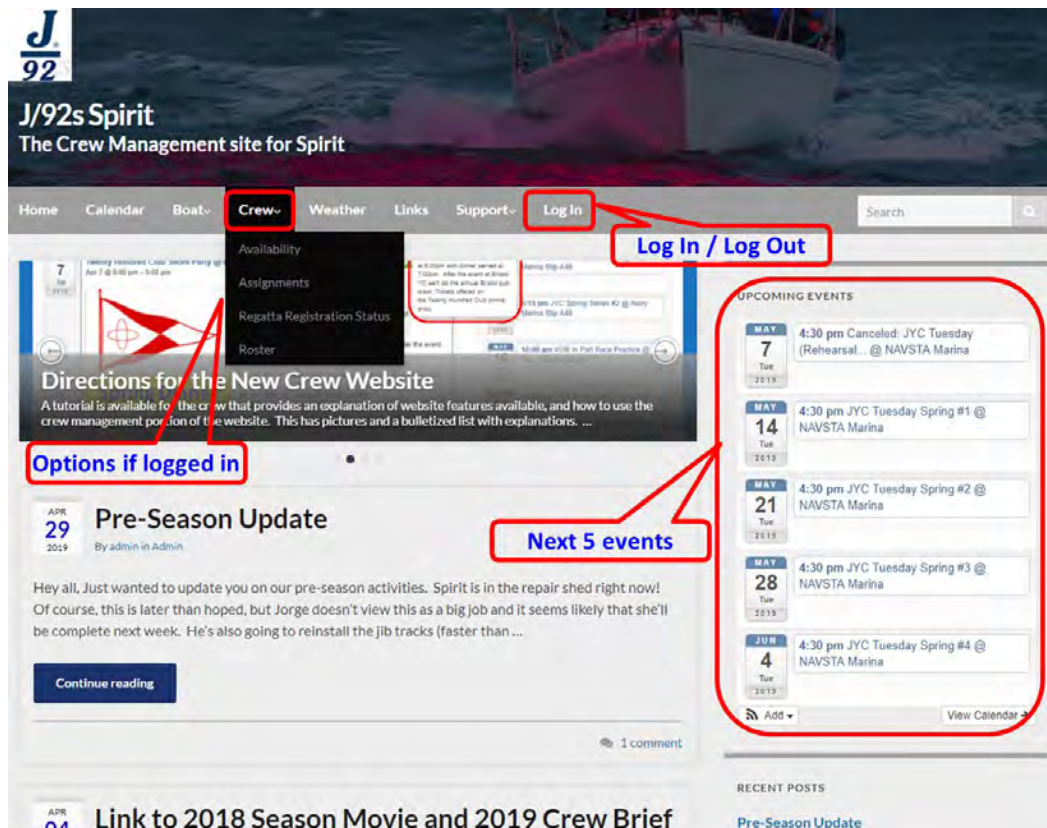 J
92
J/92s Spirit
The Crew Management site for Spirit
Home Calendar Boat Crew Weather Links Support Log In Search
Log In / Log Out
Availability
Assignments
Regatta Registration Status
Roster
7
Directions for the New Crew Website
A tutorial is available for the crew that provides an explanation of website features available, and how to use the
crew management portion of the website. This has pictures and a bulletized list with explanations. ...
Options if logged in
APR
29
2019
Pre-Season Update
By admin in Admin
Hey all, Just wanted to update you on our pre-season activities. Spirit is in the repair shed right now!
Of course, this is later than hoped, but Jorge doesn't view this as a big job and it seems likely that she'll
be complete next week. He's also going to reinstall the jib tracks (faster than ...
Continue reading
1 comment
APR
Link to 2018 Season Movie and 2019 Crew Brief
UPCOMING EVENTS
MAY
7
Tue
2019
4:30 pm Canceled: JYC Tuesday
(Rehearsal... @ NAVSTA Marina
MAY
14
Tue
2019
4:30 pm JYC Tuesday Spring #1 @
NAVSTA Marina
MAY
21
Tue
2019
4:30 pm JYC Tuesday Spring #2 @
NAVSTA Marina
MAY
28
Tue
2019
4:30 pm JYC Tuesday Spring #3 @
NAVSTA Marina
JUN
4
Tue
2019
4:30 pm JYC Tuesday Spring #4 @
NAVSTA Marina
Next 5 events
Add
View Calendar
RECENT POSTS
Pre-Season Update